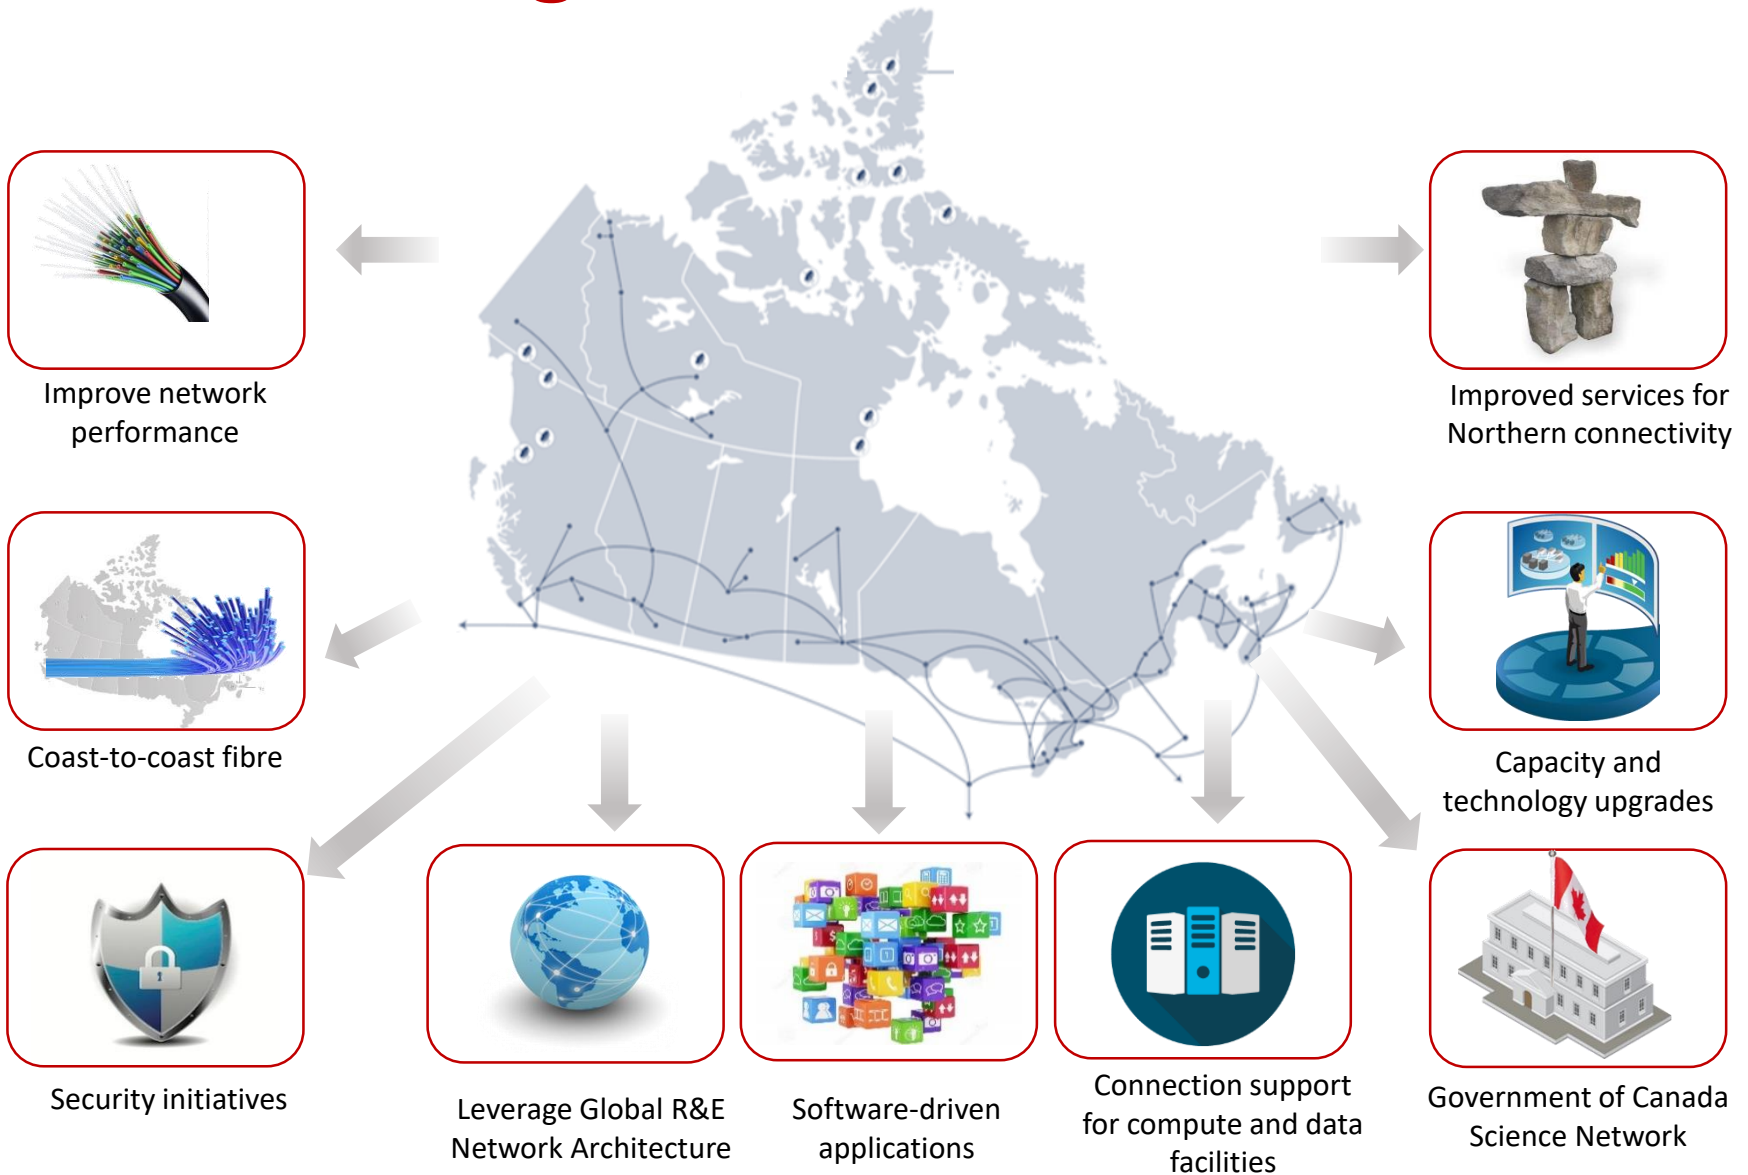 Improve network
performance
Improved services for
Northern connectivity
Coast-to-coast fibre
Capacity and
technology upgrades
Security initiatives
Leverage Global R&E
Network Architecture
Software-driven
applications
Connection support
for compute and data
facilities
Government of Canada
Science Network